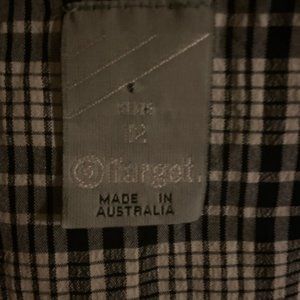 SIZE
12
Target.
MADE IN
AUSTRALIA